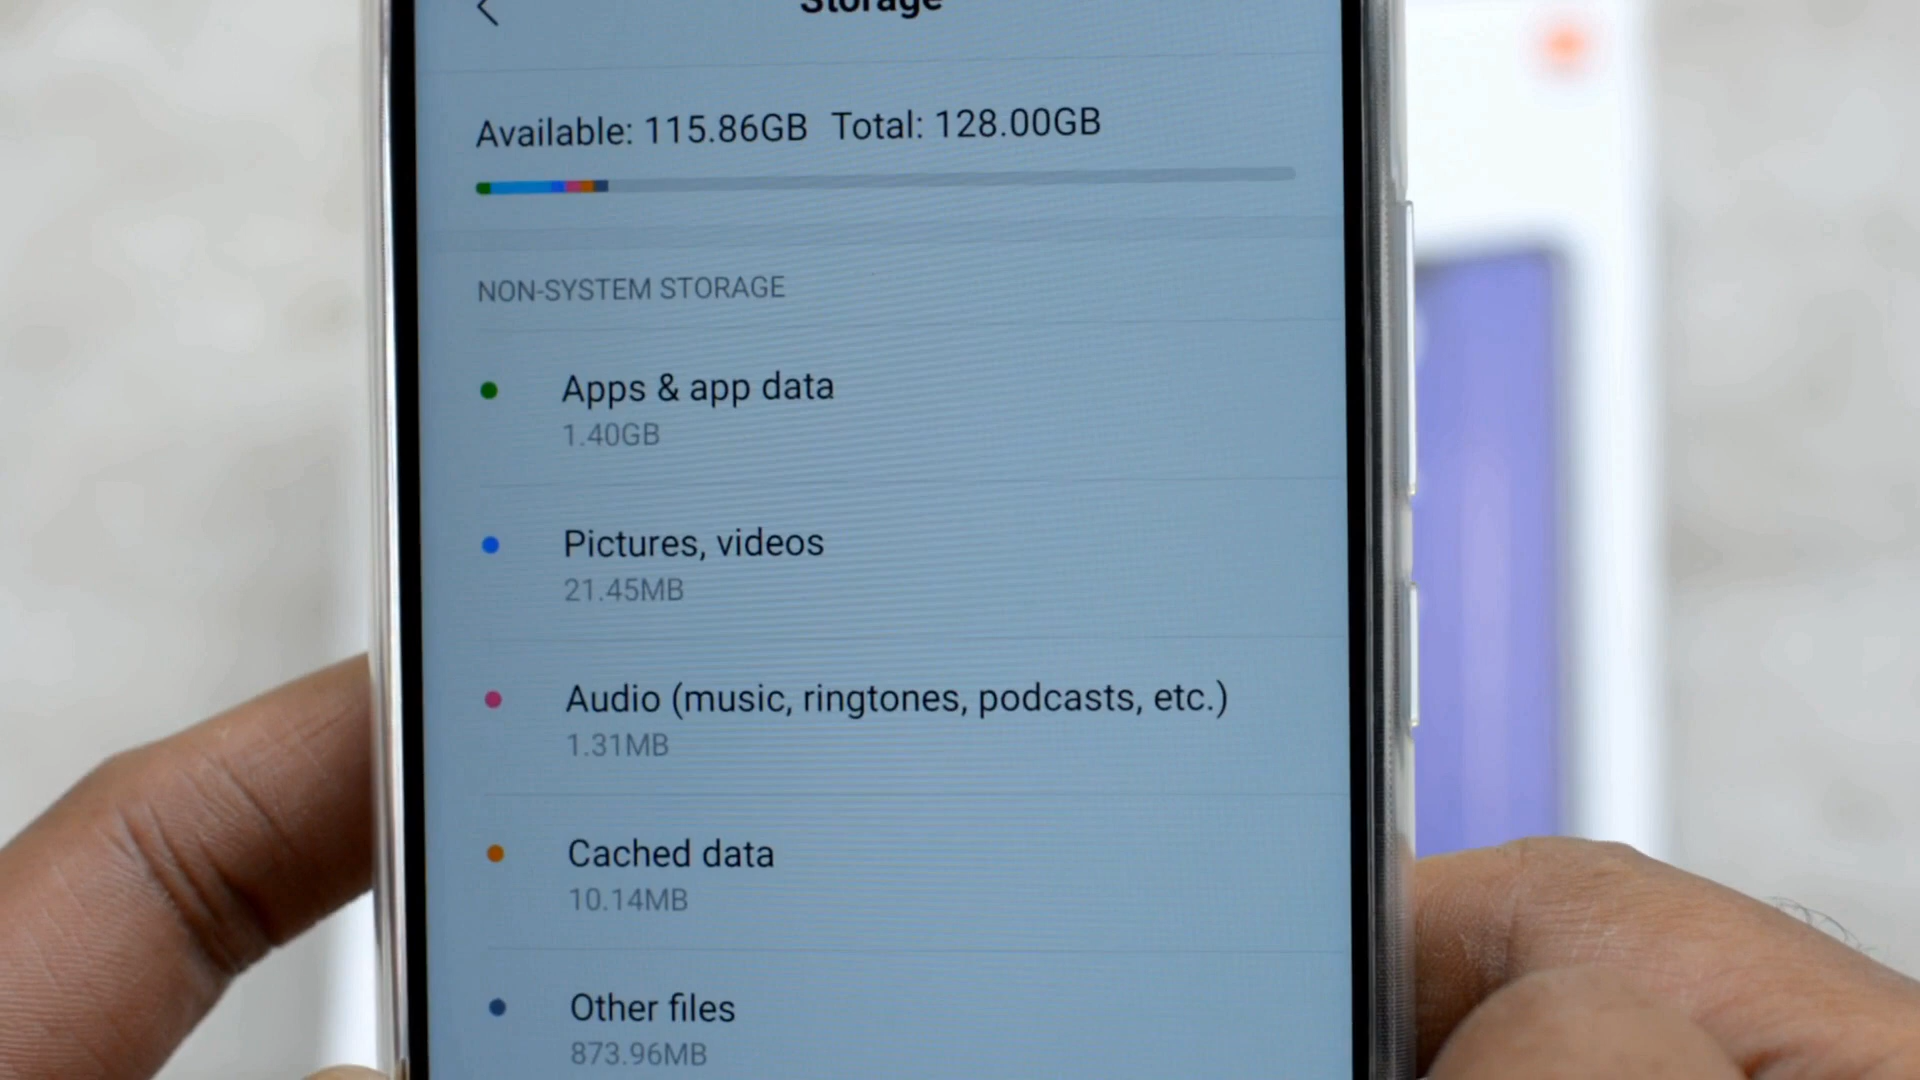 Storage
Available: 115.86GB Total: 128.00GB
NON-SYSTEM STORAGE
Apps & app data
1.40GB
Pictures, videos
21.45MB
Audio (music, ringtones, podcasts, etc.)
1.31MB
Cached data
10.14MB
Other files
873.96MB